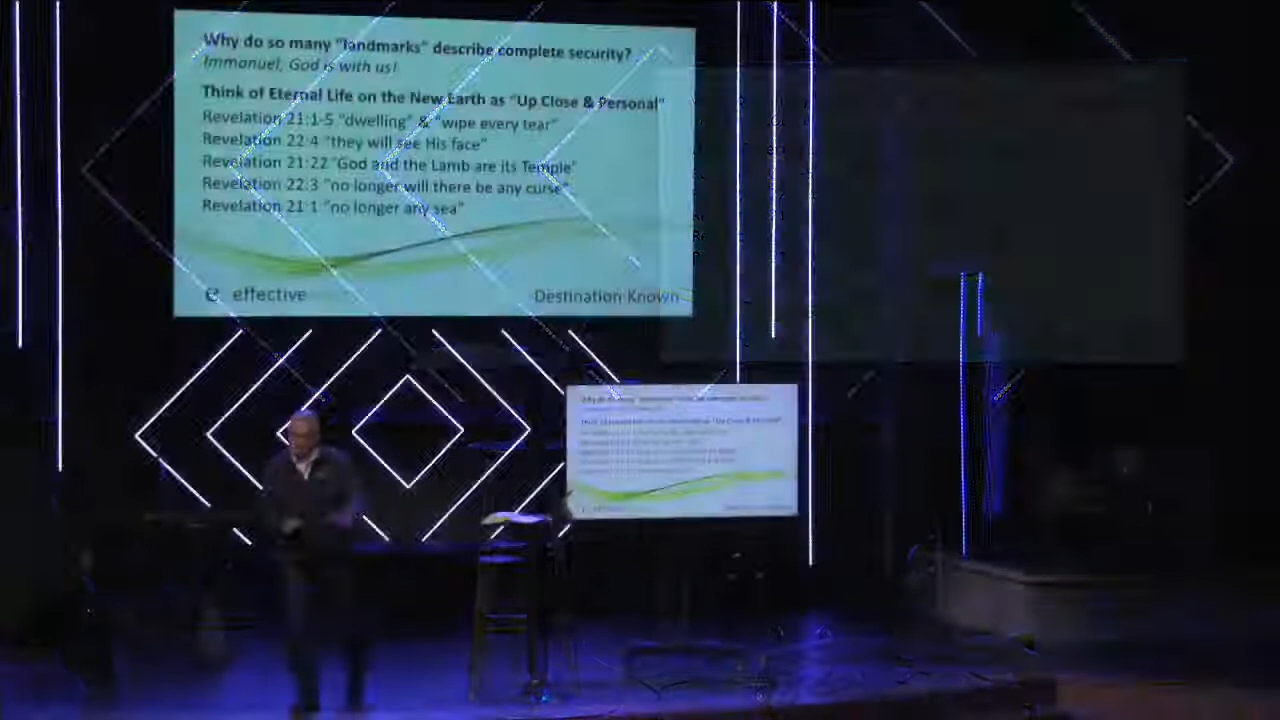 Why do so many "landmarks" describe complete security?
Immanuel, God is with us!
Think of Eternal Life on the New Earth as "Up Close & Personal"
Revelation 21:1-5 "dwelling" & "wipe every tear"
Revelation 22:4 "they will see His face"
Revelation 21:22 "God and the Lamb are its Temple"
Revelation 22:3 "no longer will there be any curse"
Revelation 21:1 "no longer any sea"
e effective
Destination Known